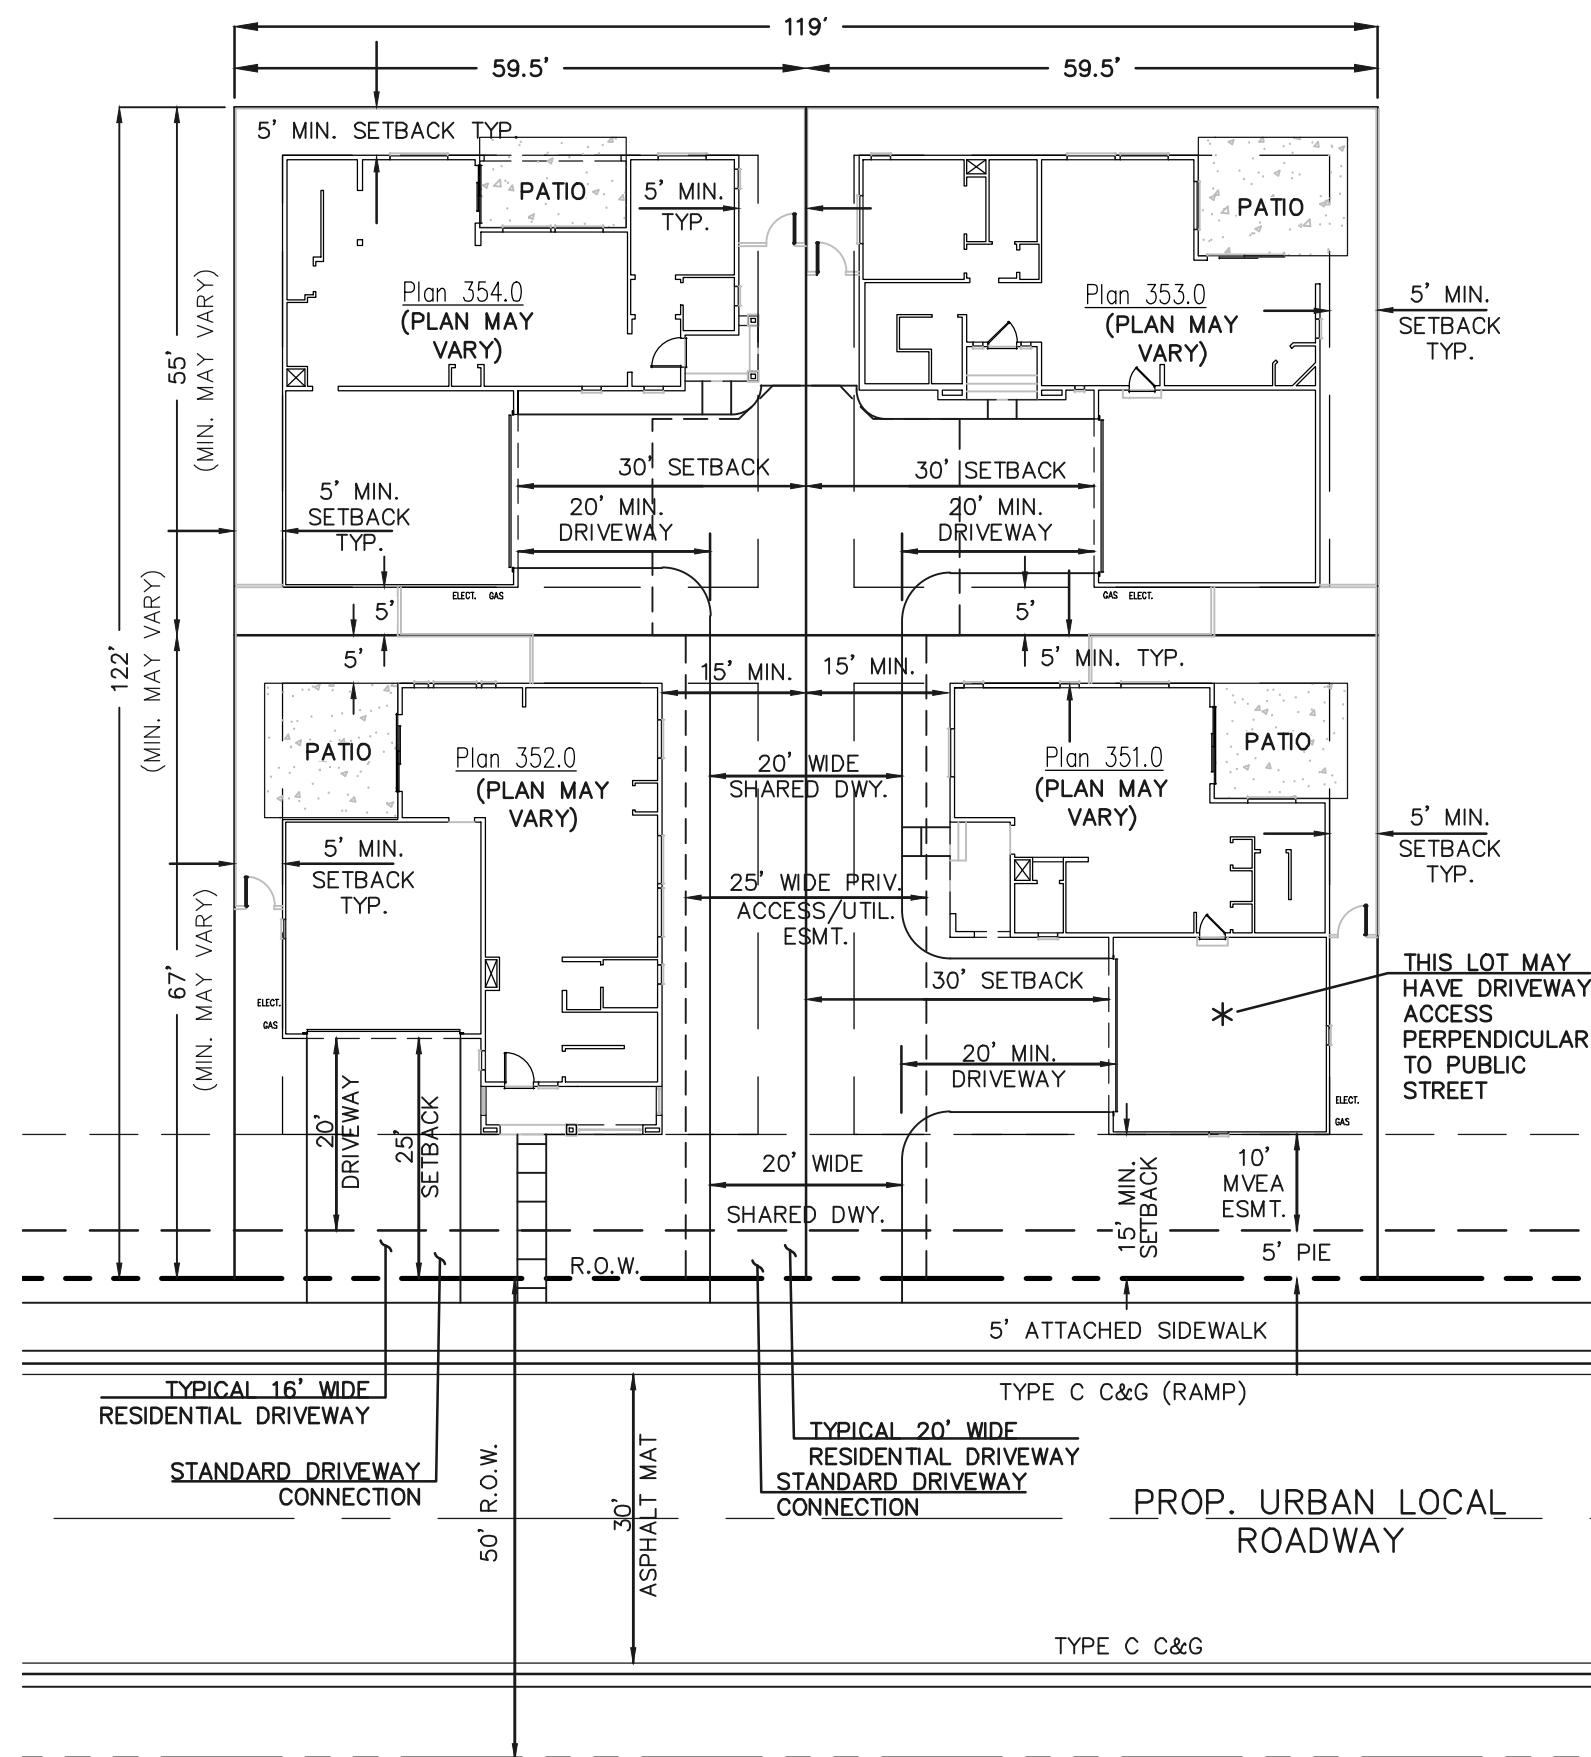 119'
59.5'
59.5'
5' MIN. SETBACK TYP.
PATIO
5' MIN.
TYP.
PATIO
Plan 354.0
(PLAN MAY
VARY)
Plan 353.0
(PLAN MAY
VARY)
5' MIN.
SETBACK
TYP.
55'
(MIN. MAY VARY)
30' SETBACK
30' SETBACK
5' MIN.
SETBACK
TYP.
20' MIN.
DRIVEWAY
20' MIN.
DRIVEWAY
ELECT.
GAS
GAS
ELECT.
122'
(MIN. MAY VARY)
5'
5'
5'
5' MIN. TYP.
15' MIN.
15' MIN.
PATIO
Plan 352.0
(PLAN MAY
VARY)
20' WIDE
SHARED DWY.
Plan 351.0
(PLAN MAY
VARY)
PATIO
5' MIN.
SETBACK
TYP.
5' MIN.
SETBACK
TYP.
25' WIDE PRIV.
ACCESS/UTIL.
ESMT.
67'
(MIN. MAY VARY)
ELECT.
GAS
30' SETBACK
THIS LOT MAY
HAVE DRIVEWAY
ACCESS
PERPENDICULAR
TO PUBLIC
STREET
*
20' MIN.
DRIVEWAY
ELECT.
GAS
20'
DRIVEWAY
25'
SETBACK
20' WIDE
SHARED DWY.
15' MIN.
SETBACK
10'
MVEA
ESMT.
5' PIE
R.O.W.
5' ATTACHED SIDEWALK
TYPICAL 16' WIDE
RESIDENTIAL DRIVEWAY
TYPE C C&G (RAMP)
TYPICAL 20' WIDE
RESIDENTIAL DRIVEWAY
STANDARD DRIVEWAY
CONNECTION
STANDARD DRIVEWAY
CONNECTION
50' R.O.W.
30'
ASPHALT MAT
PROP. URBAN LOCAL
ROADWAY
TYPE C C&G